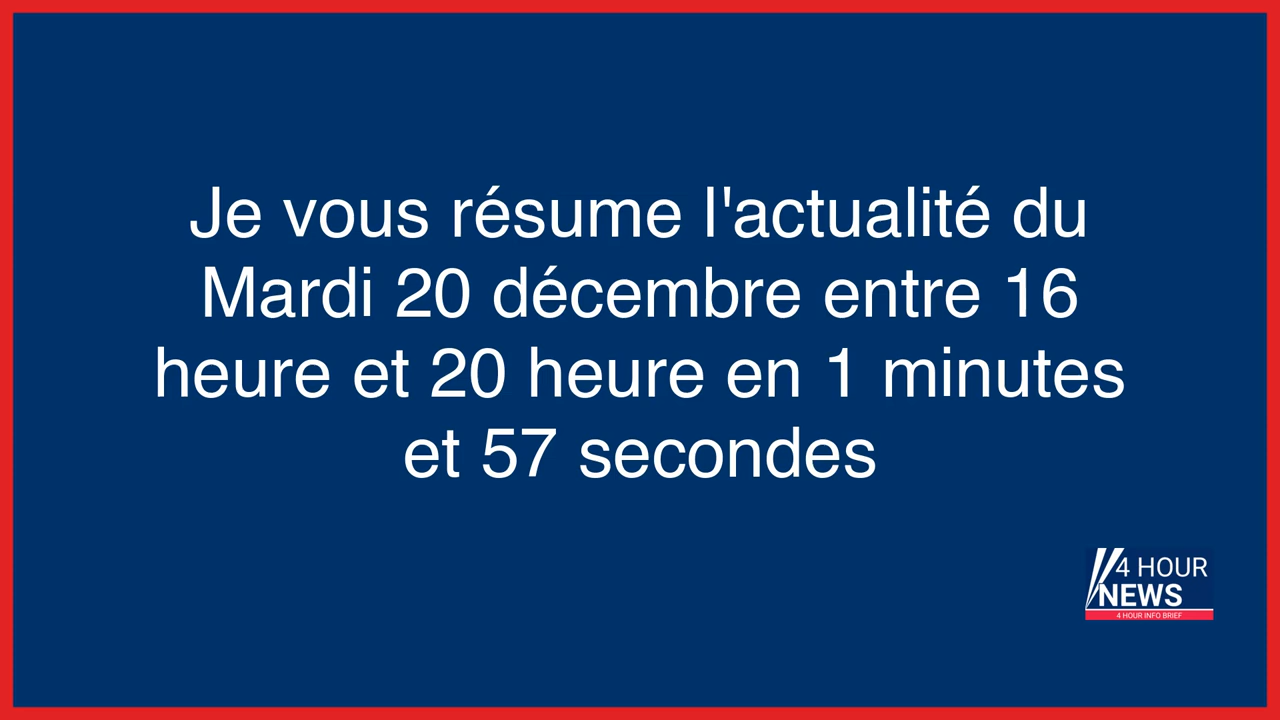 Je vous résume l'actualité du
Mardi 20 décembre entre 16
heure et 20 heure en 1 minutes
et 57 secondes
4 HOUR
NEWS
4 HOUR INFO BRIEF